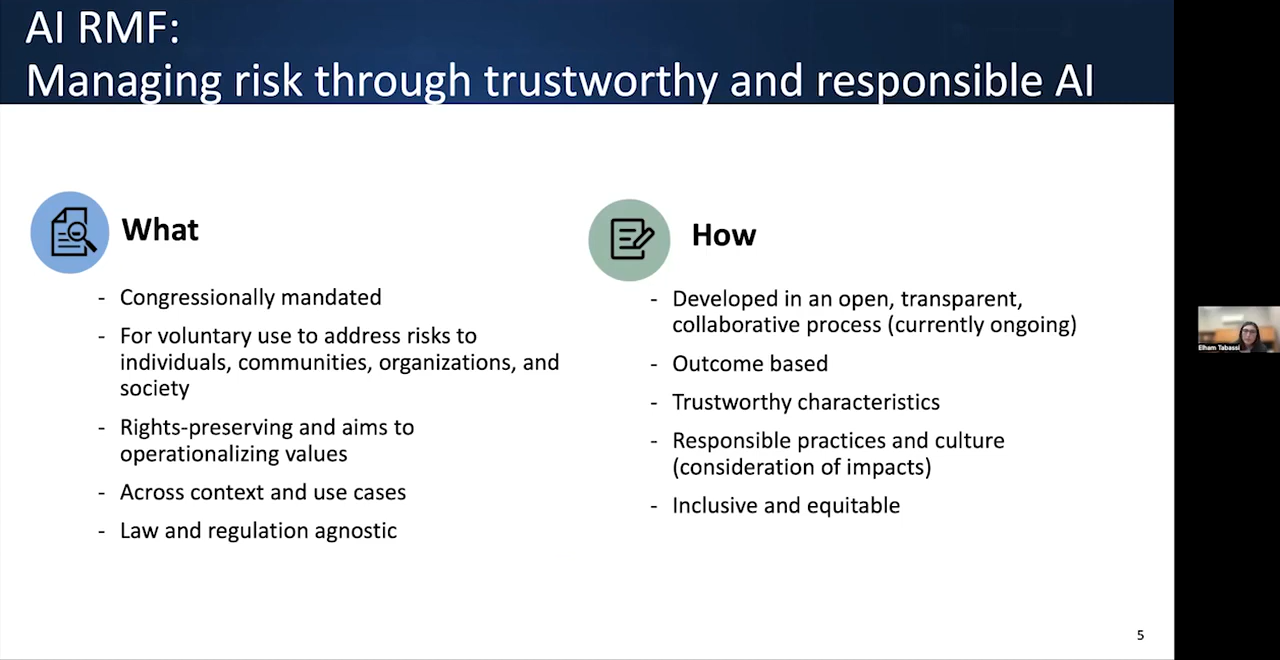 AI RMF:
Managing risk through trustworthy and responsible AI
What
- Congressionally mandated
- For voluntary use to address risks to
individuals, communities, organizations, and
society
- Rights-preserving and aims to
operationalizing values
- Across context and use cases
- Law and regulation agnostic
How
- Developed in an open, transparent,
collaborative process (currently ongoing)
- Outcome based
- Trustworthy characteristics
- Responsible practices and culture
(consideration of impacts)
- Inclusive and equitable
5
Elham Tabassi